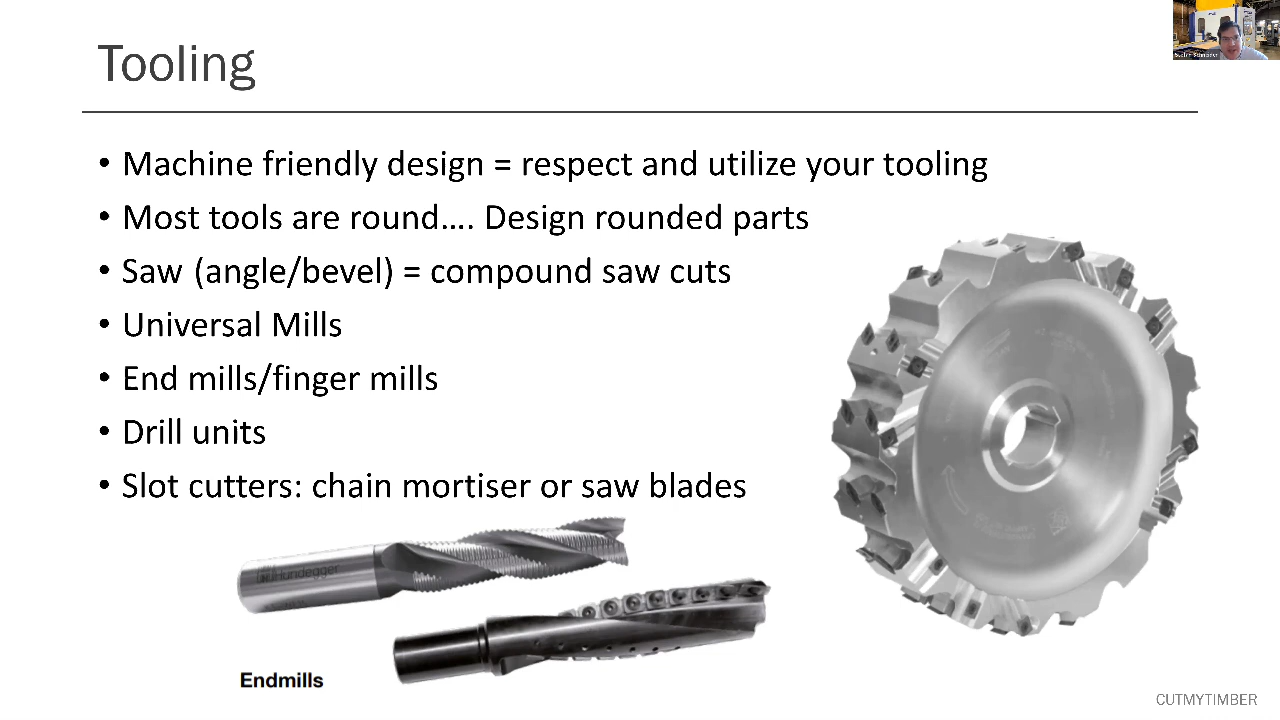 Tooling
• Machine friendly design = respect and utilize your tooling
• Most tools are round…. Design rounded parts
• Saw (angle/bevel) = compound saw cuts
• Universal Mills
• End mills/finger mills
• Drill units
• Slot cutters: chain mortiser or saw blades
Hundegger
Endmills
CUTMYTIMBER